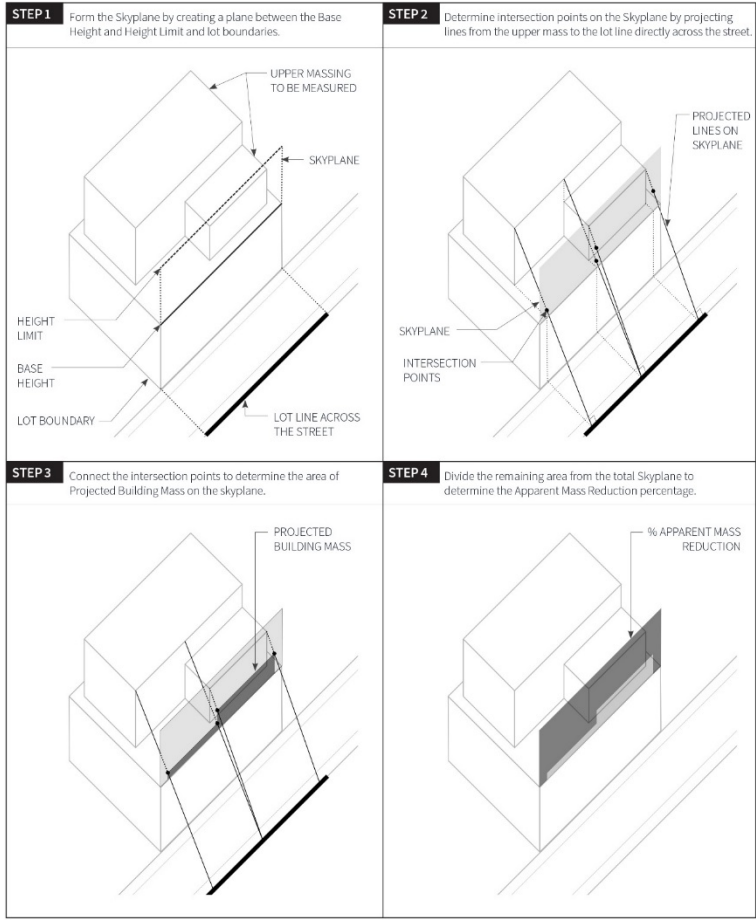 STEP 1
Form the Skyplane by creating a plane between the Base
Height and Height Limit and lot boundaries.
UPPER MASSING
TO BE MEASURED
SKYPLANE
HEIGHT
LIMIT
BASE
HEIGHT
LOT BOUNDARY
LOT LINE ACROSS
THE STREET
STEP 2
Determine intersection points on the Skyplane by projecting
lines from the upper mass to the lot line directly across the street.
PROJECTED
LINES ON
SKYPLANE
SKYPLANE
INTERSECTION
POINTS
STEP 3
Connect the intersection points to determine the area of
Projected Building Mass on the skyplane.
PROJECTED
BUILDING MASS
STEP 4
Divide the remaining area from the total Skyplane to
determine the Apparent Mass Reduction percentage.
% APPARENT MASS
REDUCTION